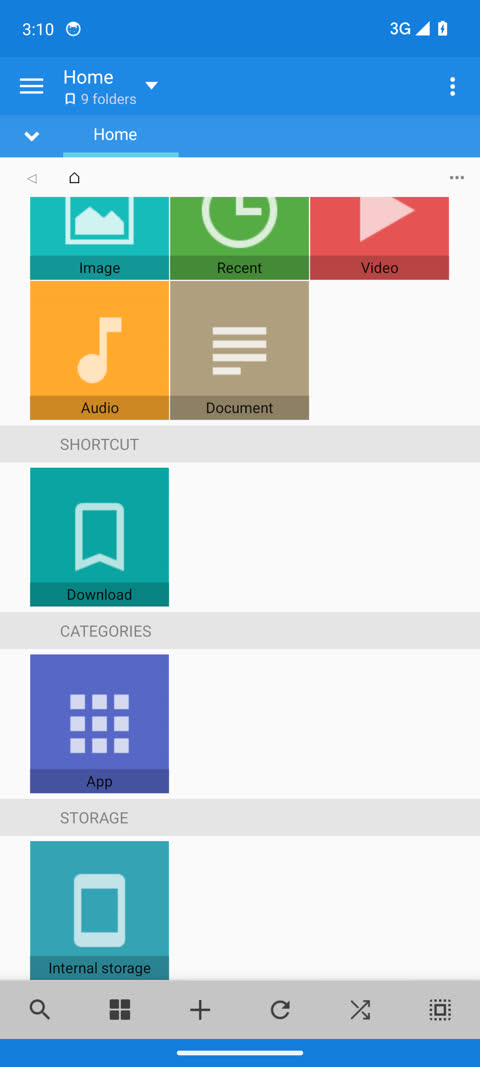 3:10
3G
Home
9 folders
Home
Image
Recent
Video
Audio
Document
SHORTCUT
Download
CATEGORIES
App
STORAGE
Internal storage